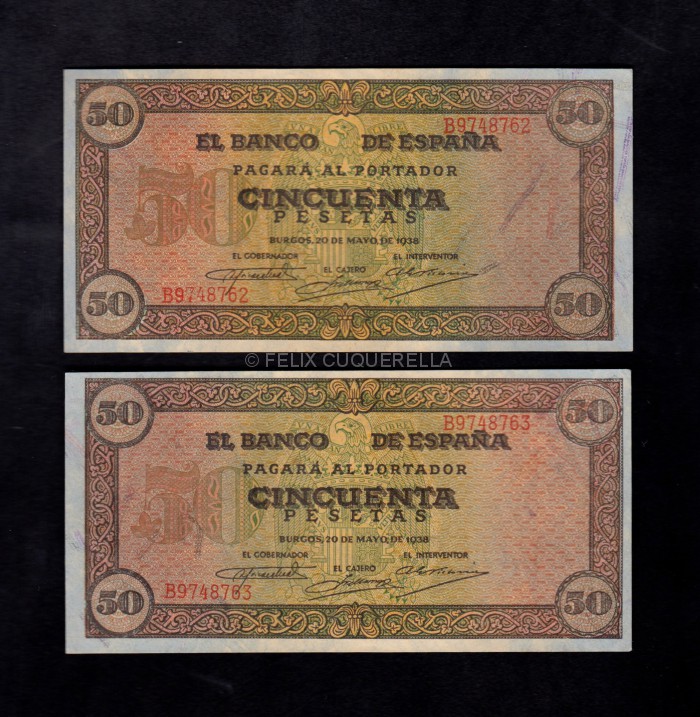 50 50
B9748762
EL BANCO DE ESPAÑA
PAGARÁ AL PORTADOR
50
CINCUENTA
PESETAS
BURGOS, 20 DE MAYO, DE 1938
EL GOBERNADOR EL CAJERO EL INTERVENTOR
B9748762
50 50
© FELIX CUQUERELLA
50 50
B9748763
EL BANCO DE ESPAÑA
PAGARÁ AL PORTADOR
50
CINCUENTA
PESETAS
BURGOS, 20 DE MAYO, DE 1938
EL GOBERNADOR EL CAJERO EL INTERVENTOR
B9748763
50 50